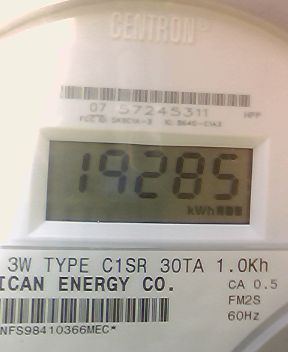 CENTRON®
07 57245311 HPP
19285
kWh
3W TYPE C1SR 30TA 1.0Kh
ICAN ENERGY CO. CA 0.5
FM2S
NFS98410366MEC* 60Hz